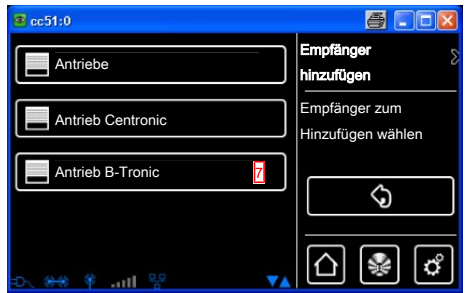 cc51:0
Antriebe
Antrieb Centronic
Antrieb B-Tronic
7
Empfänger
hinzufügen
Empfänger zum
Hinzufügen wählen